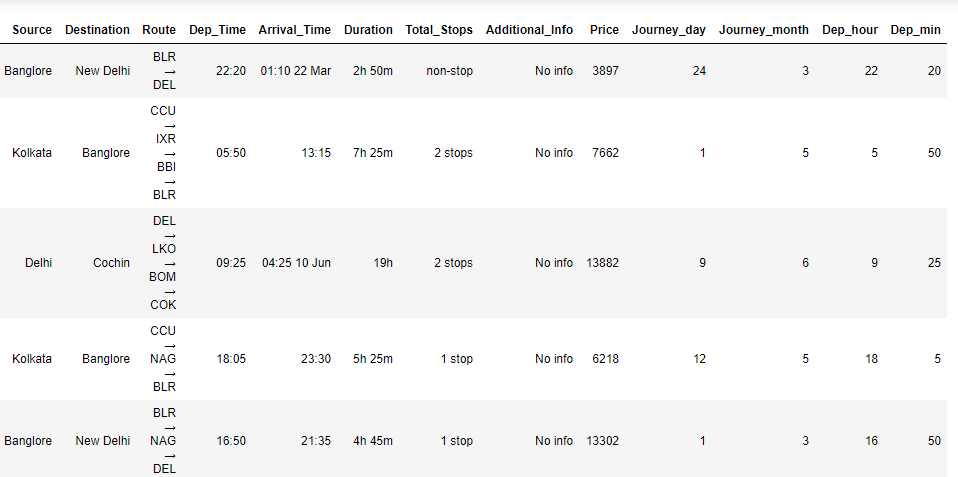 Source Destination Route Dep_Time Arrival_Time Duration Total_Stops Additional_Info Price Journey_day Journey_month Dep_hour Dep_min
Banglore New Delhi BLR → DEL 22:20 01:10 22 Mar 2h 50m non-stop No info 3897 24 3 22 20
Kolkata Banglore CCU → IXR → BBI → BLR 05:50 13:15 7h 25m 2 stops No info 7662 1 5 5 50
Delhi Cochin DEL → LKO → BOM → COK 09:25 04:25 10 Jun 19h 2 stops No info 13882 9 6 9 25
Kolkata Banglore CCU → NAG → BLR 18:05 23:30 5h 25m 1 stop No info 6218 12 5 18 5
Banglore New Delhi BLR → NAG → DEL 16:50 21:35 4h 45m 1 stop No info 13302 1 3 16 50